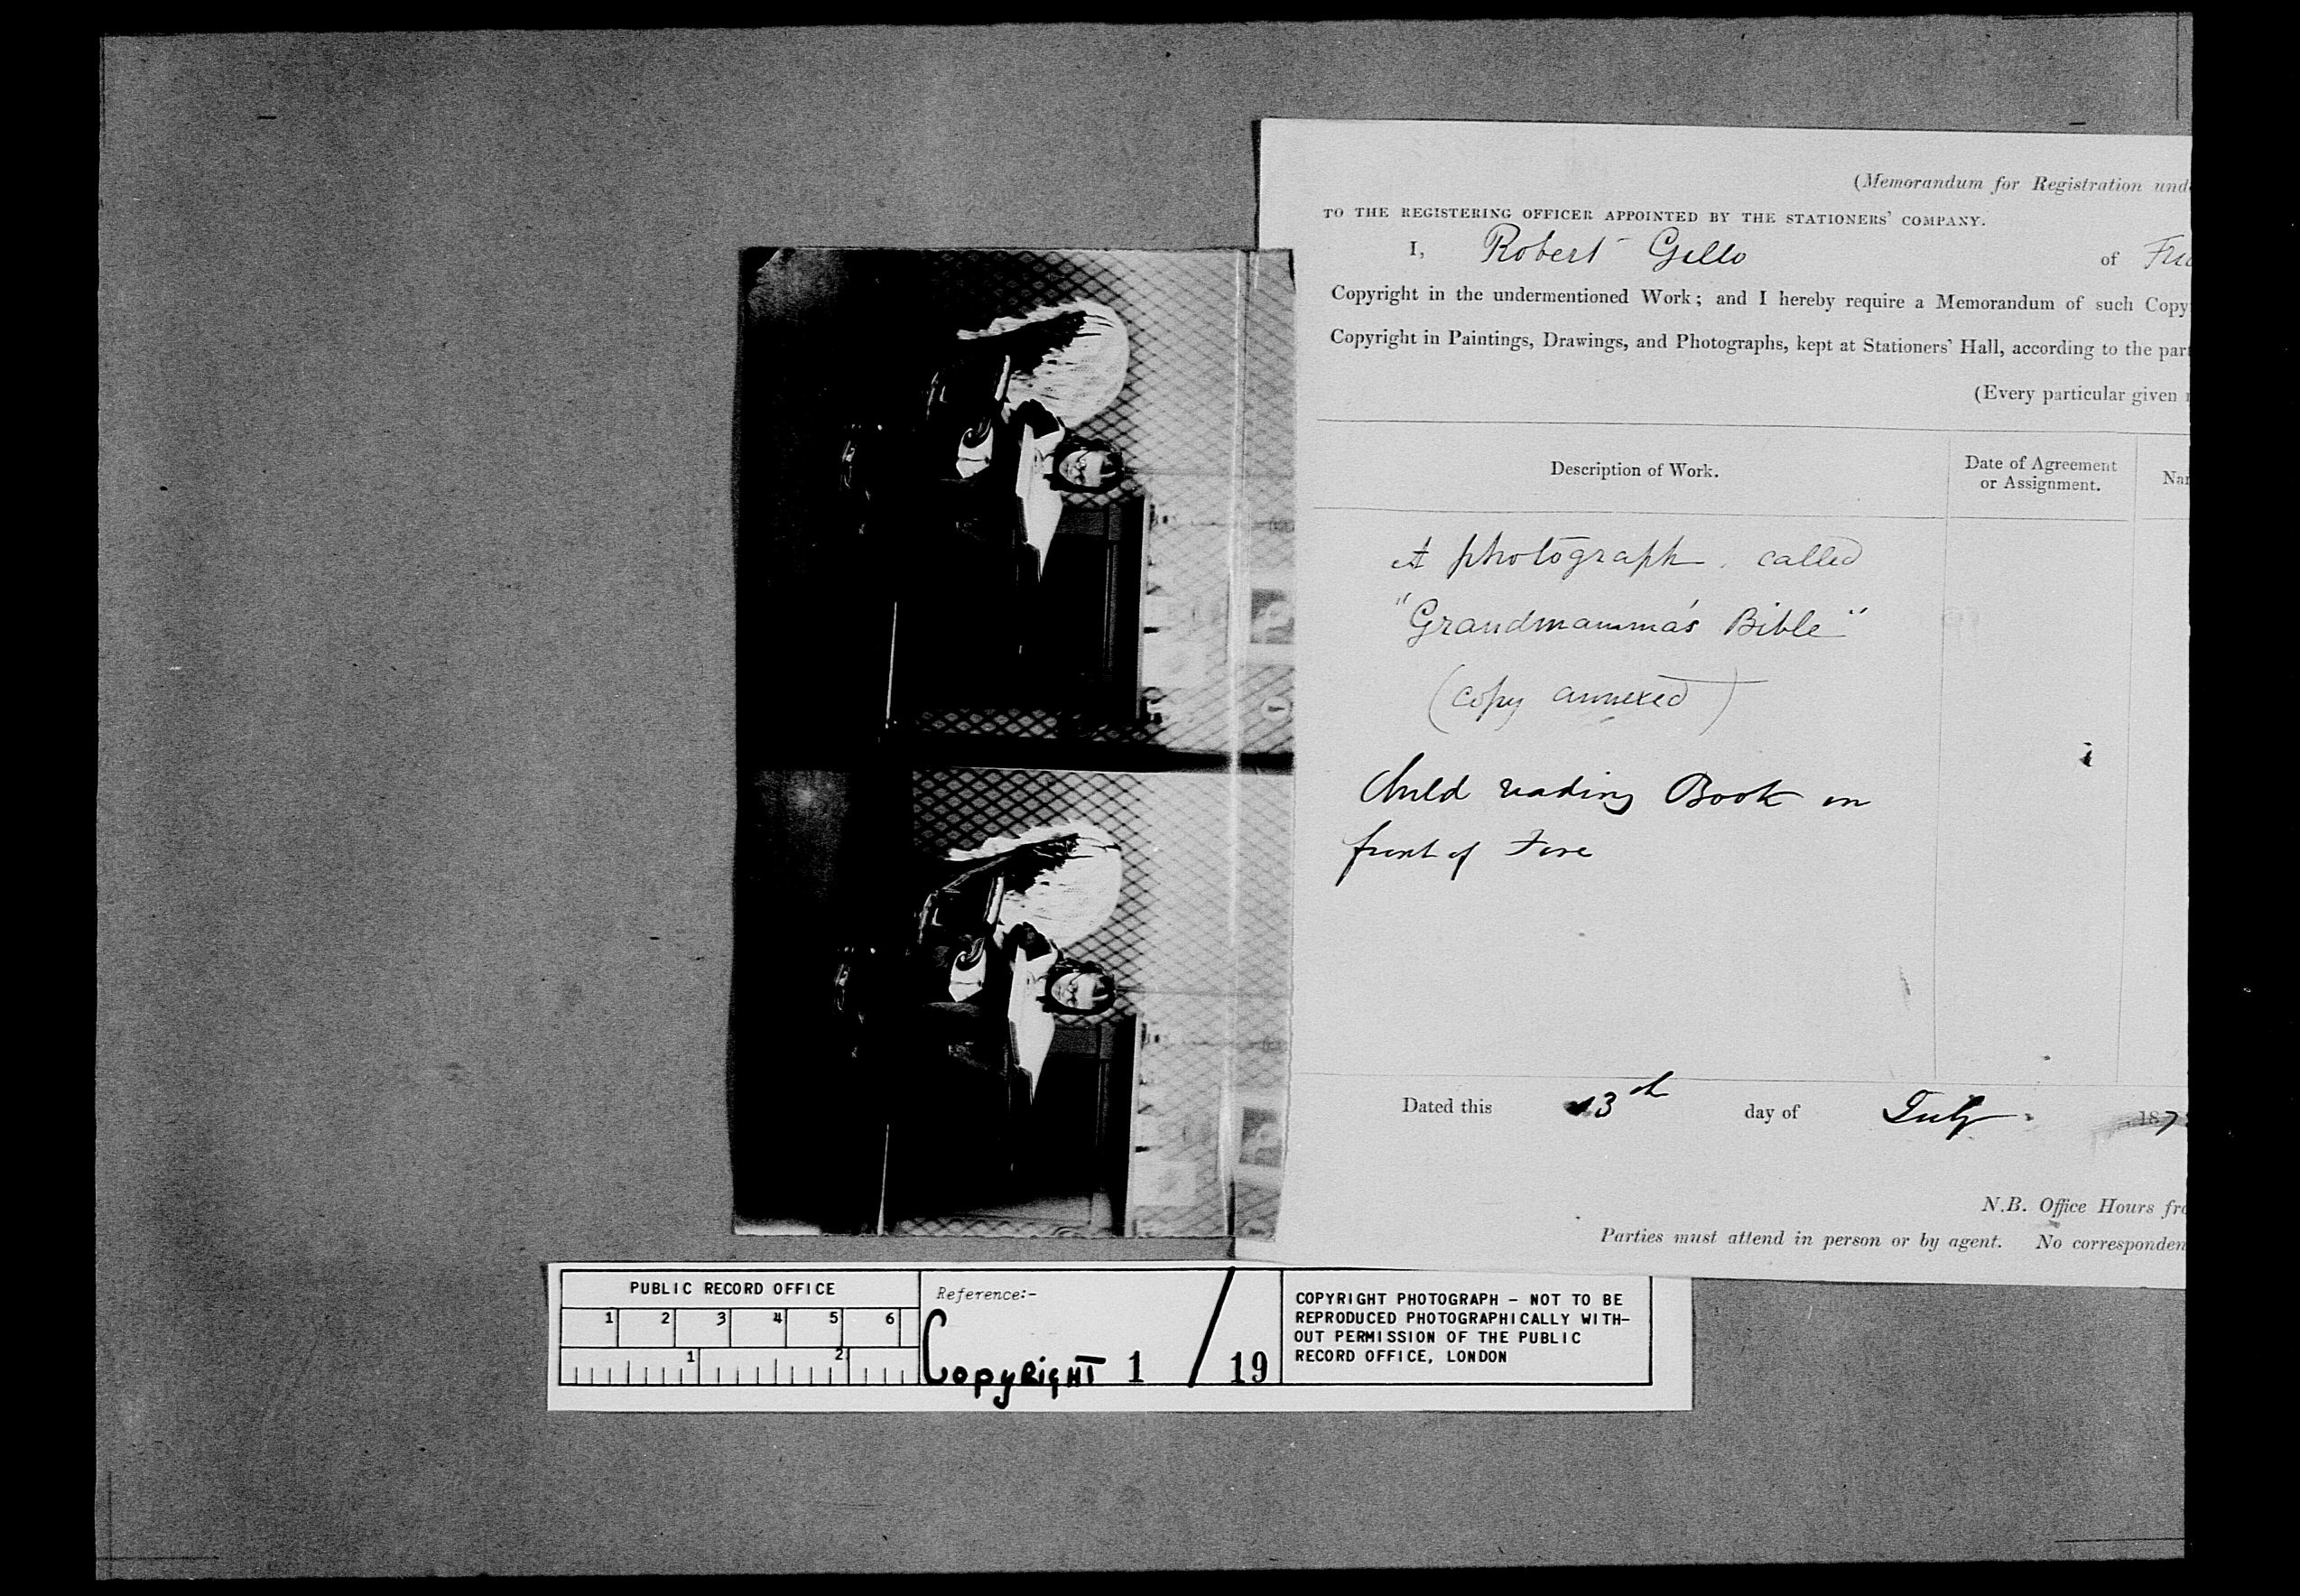 (Memorandum for Registration und
TO THE REGISTERING OFFICER APPOINTED BY THE STATIONERS' COMPANY.
I, Robert Gillo of
Copyright in the undermentioned Work; and I hereby require a Memorandum of such Copy
Copyright in Paintings, Drawings, and Photographs, kept at Stationers' Hall, according to the part
(Every particular given
Description of Work.
Date of Agreement
or Assignment.
Nam
A photograph, called
"Grandmamma's Bible"
(copy annexed)
Child reading Book in
front of Fire
Dated this 13th day of July 187
N.B. Office Hours fro
Parties must attend in person or by agent. No corresponden
PUBLIC RECORD OFFICE
1 2 3 4 5 6
1 2
Reference:-
Copyright 1 / 19
COPYRIGHT PHOTOGRAPH - NOT TO BE
REPRODUCED PHOTOGRAPHICALLY WITH-
OUT PERMISSION OF THE PUBLIC
RECORD OFFICE, LONDON